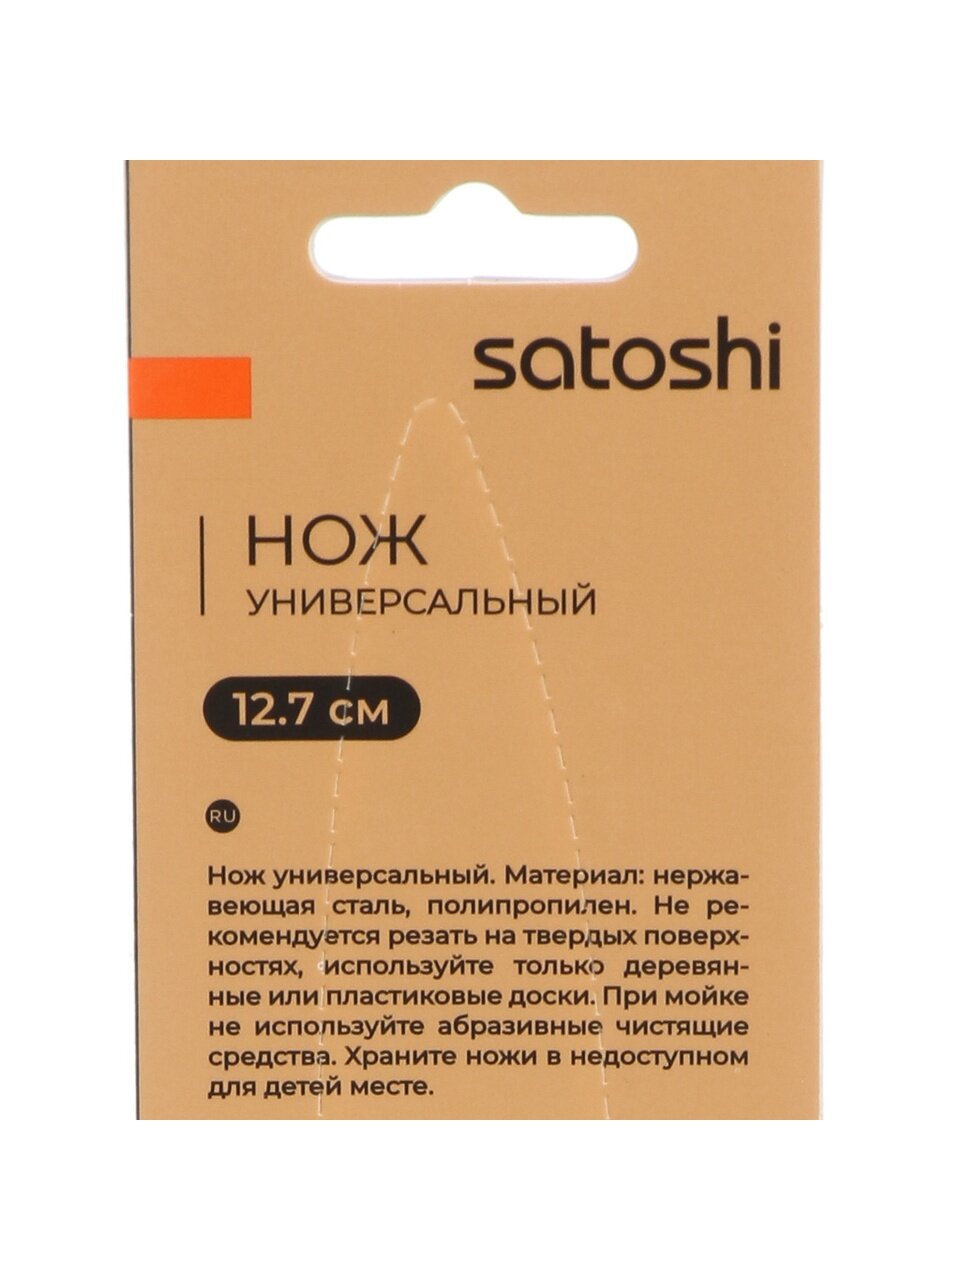 satoshi
НОЖ
УНИВЕРСАЛЬНЫЙ
12.7 см
RU
Нож универсальный. Материал: нержа-
веющая сталь, полипропилен. Не ре-
комендуется резать на твердых поверх-
ностях, используйте только деревян-
ные или пластиковые доски. При мойке
не используйте абразивные чистящие
средства. Храните ножи в недоступном
для детей месте.